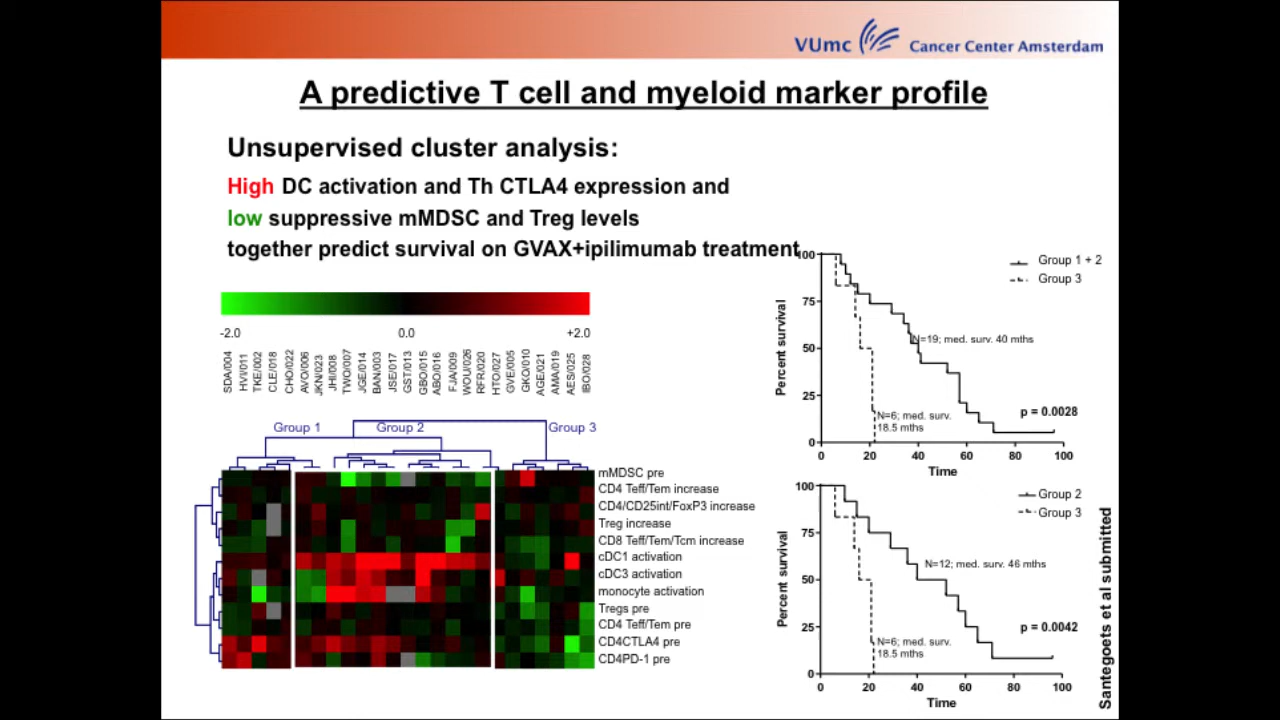 VUmc Cancer Center Amsterdam
A predictive T cell and myeloid marker profile
Unsupervised cluster analysis:
High DC activation and Th CTLA4 expression and
low suppressive mMDSC and Treg levels
together predict survival on GVAX+ipilimumab treatment
-2.0 0.0 +2.0
SDA/004
HVI/011
TKE/002
CLE/018
CHO/022
AVO/006
JKN/023
JHI/008
TWO/007
JGE/014
BAN/003
JSE/017
GST/013
GBO/015
ABO/016
FJA/009
WOU/026
RFR/020
HTO/027
GVE/005
GKO/010
AGE/021
AMA/019
AES/025
IBO/028
Group 1 Group 2 Group 3
mMDSC pre
CD4 Teff/Tem increase
CD4/CD25int/FoxP3 increase
Treg increase
CD8 Teff/Tem/Tcm increase
cDC1 activation
cDC3 activation
monocyte activation
Tregs pre
CD4 Teff/Tem pre
CD4CTLA4 pre
CD4PD-1 pre
Group 1 + 2
Group 3
Percent survival
100
75
50
25
0
N=19; med. surv. 40 mths
N=6; med. surv.
18.5 mths
p = 0.0028
0 20 40 60 80 100
Time
Group 2
Group 3
Percent survival
100
75
50
25
0
N=12; med. surv. 46 mths
N=6; med. surv.
18.5 mths
p = 0.0042
0 20 40 60 80 100
Time
Santegoets et al submitted